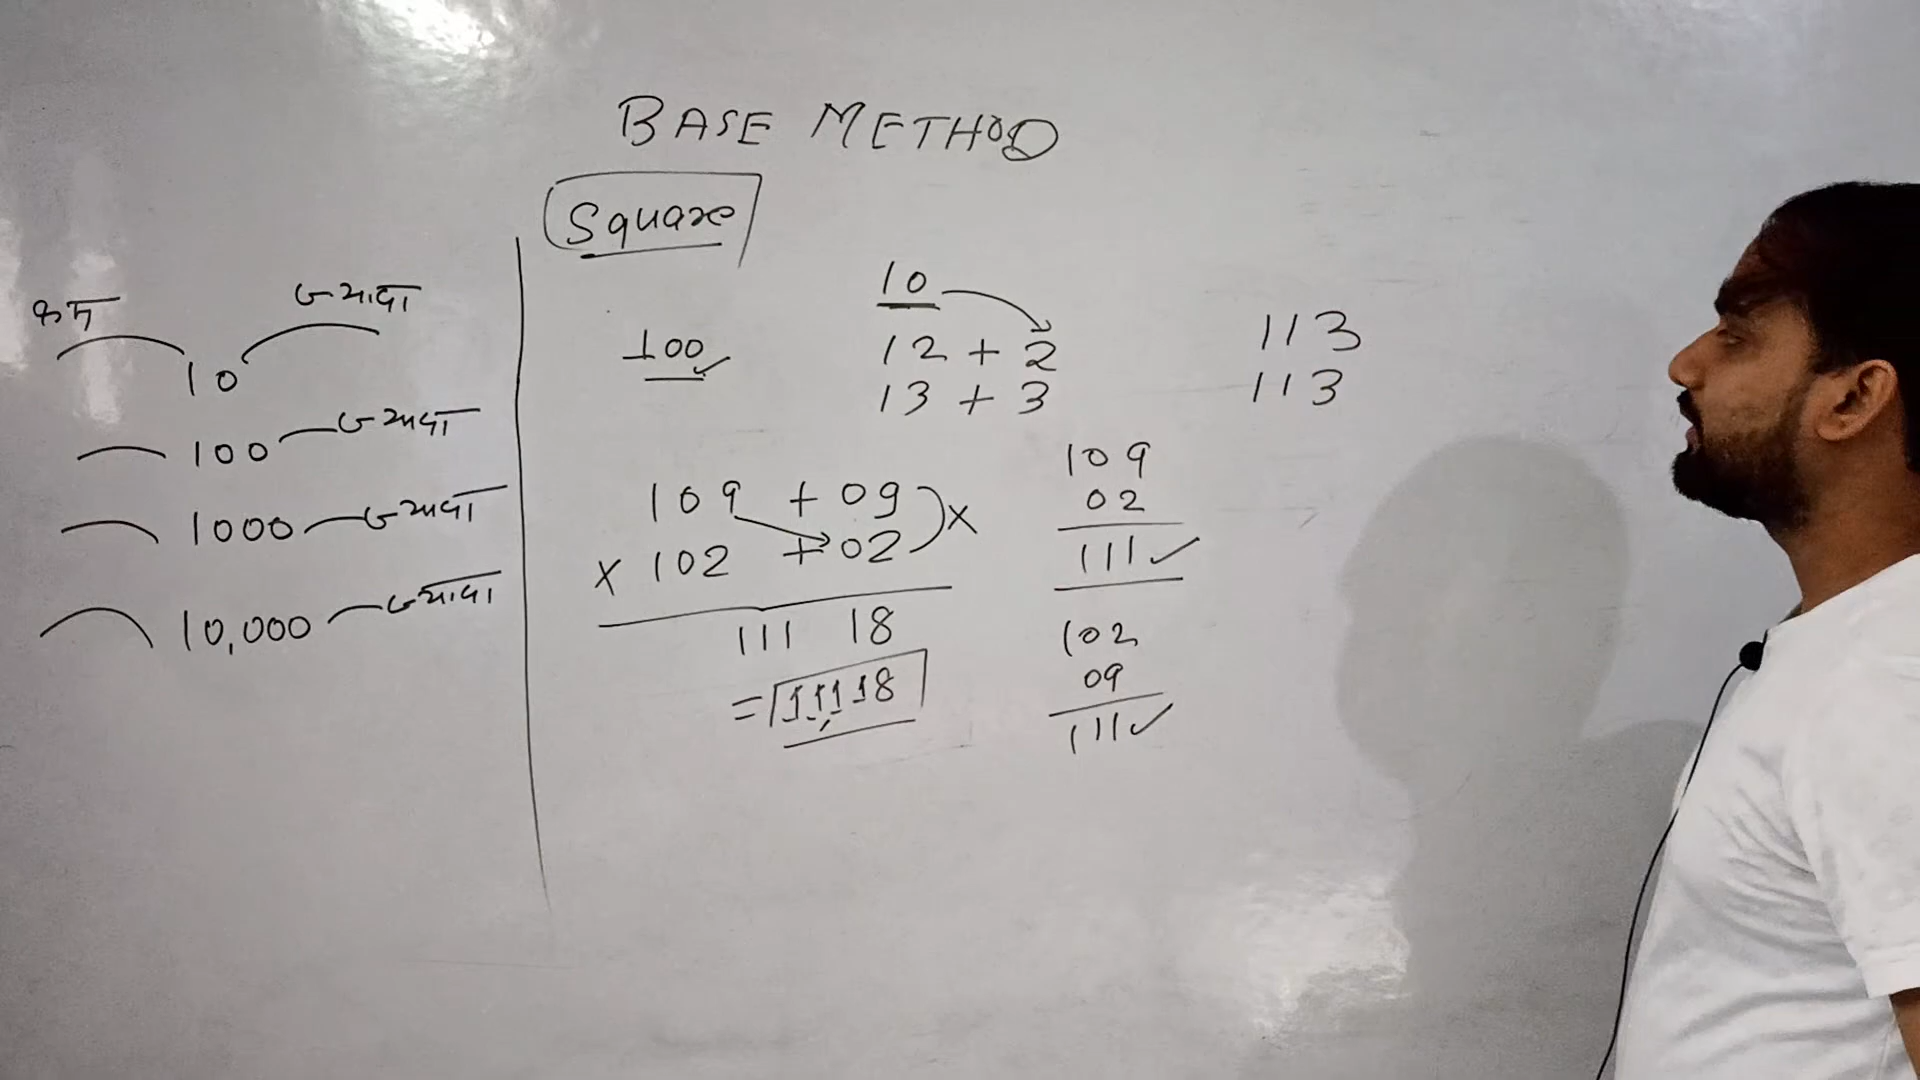 BASE METHOD
Square
कम ज्यादा
10
100 ज्यादा
1000 ज्यादा
10,000 ज्यादा
100
10
12 + 2
13 + 3
109 + 09
× 102 + 02 ×
111 18
= 11118
109
02
111 ✓
102
09
111 ✓
113
113